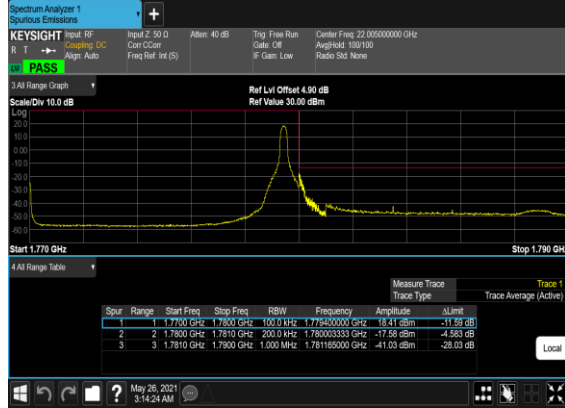 Spectrum Analyzer 1
Spurious Emissions
+
KEYSIGHT Input: RF Input Z: 50 Ω Atten: 40 dB Trig: Free Run Center Freq: 22.005000000 GHz
R T Coupling: DC Corr CCorr Gate: Off Avg|Hold: 100/100
Align: Auto Freq Ref: Int (S) IF Gain: Low Radio Std: None
PASS
3 All Range Graph
Ref Lvl Offset 4.90 dB
Scale/Div 10.0 dB Ref Value 30.00 dBm
Log
20.0
10.0
0.00
-10.0
-20.0
-30.0
-40.0
-50.0
-60.0
Start 1.770 GHz Stop 1.790 GH
4 All Range Table
Measure Trace Trace 1
Trace Type Trace Average (Active)
Spur Range Start Freq Stop Freq RBW Frequency Amplitude ΔLimit
1 1 1.7700 GHz 1.7800 GHz 100.0 kHz 1.779400000 GHz 18.41 dBm -11.59 dB
2 2 1.7800 GHz 1.7810 GHz 200.0 kHz 1.780003333 GHz -17.58 dBm -4.583 dB
3 3 1.7810 GHz 1.7900 GHz 1.000 MHz 1.781165000 GHz -41.03 dBm -28.03 dB
Local
? May 26, 2021
3:14:24 AM